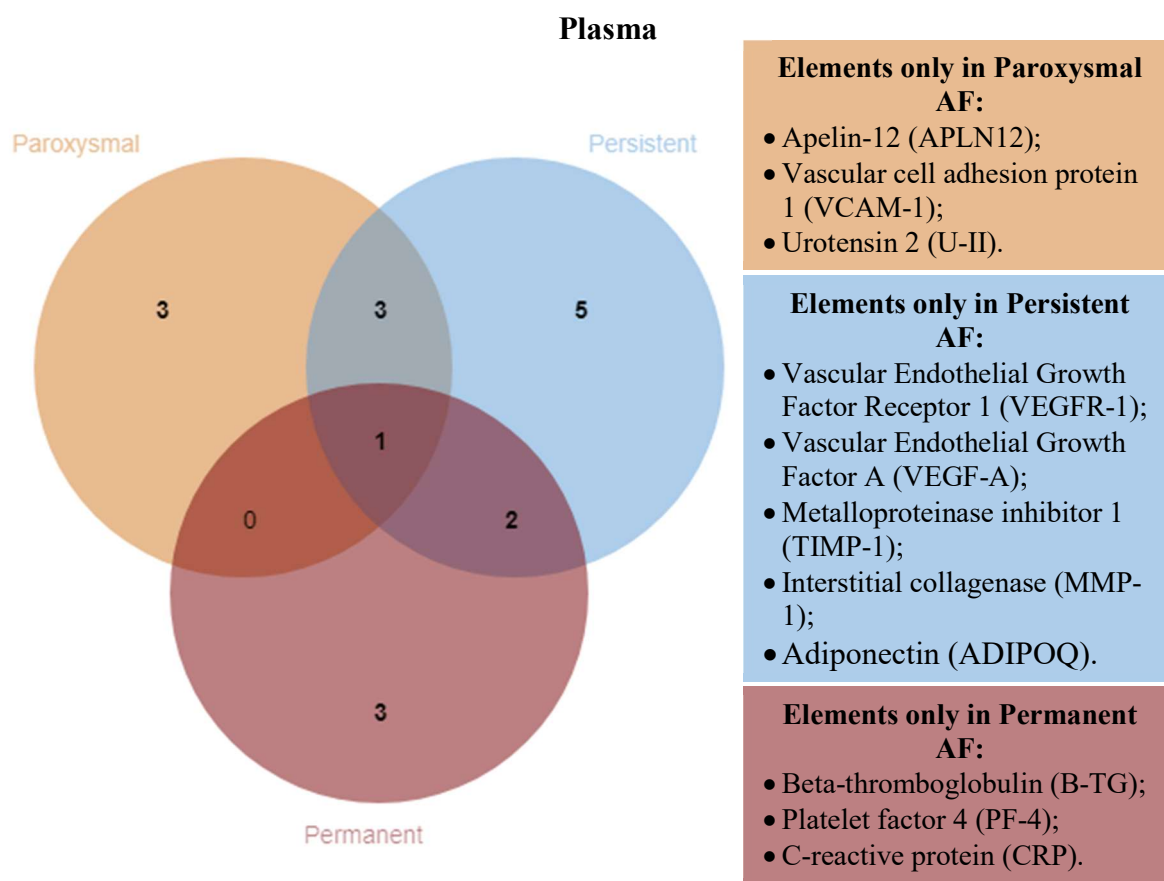 Plasma
Paroxysmal
Persistent
3
3
5
1
0
2
3
Permanent
Elements only in Paroxysmal
AF:
• Apelin-12 (APLN12);
• Vascular cell adhesion protein
1 (VCAM-1);
• Urotensin 2 (U-II).
Elements only in Persistent
AF:
• Vascular Endothelial Growth
Factor Receptor 1 (VEGFR-1);
• Vascular Endothelial Growth
Factor A (VEGF-A);
• Metalloproteinase inhibitor 1
(TIMP-1);
• Interstitial collagenase (MMP-
1);
• Adiponectin (ADIPOQ).
Elements only in Permanent
AF:
• Beta-thromboglobulin (B-TG);
• Platelet factor 4 (PF-4);
• C-reactive protein (CRP).